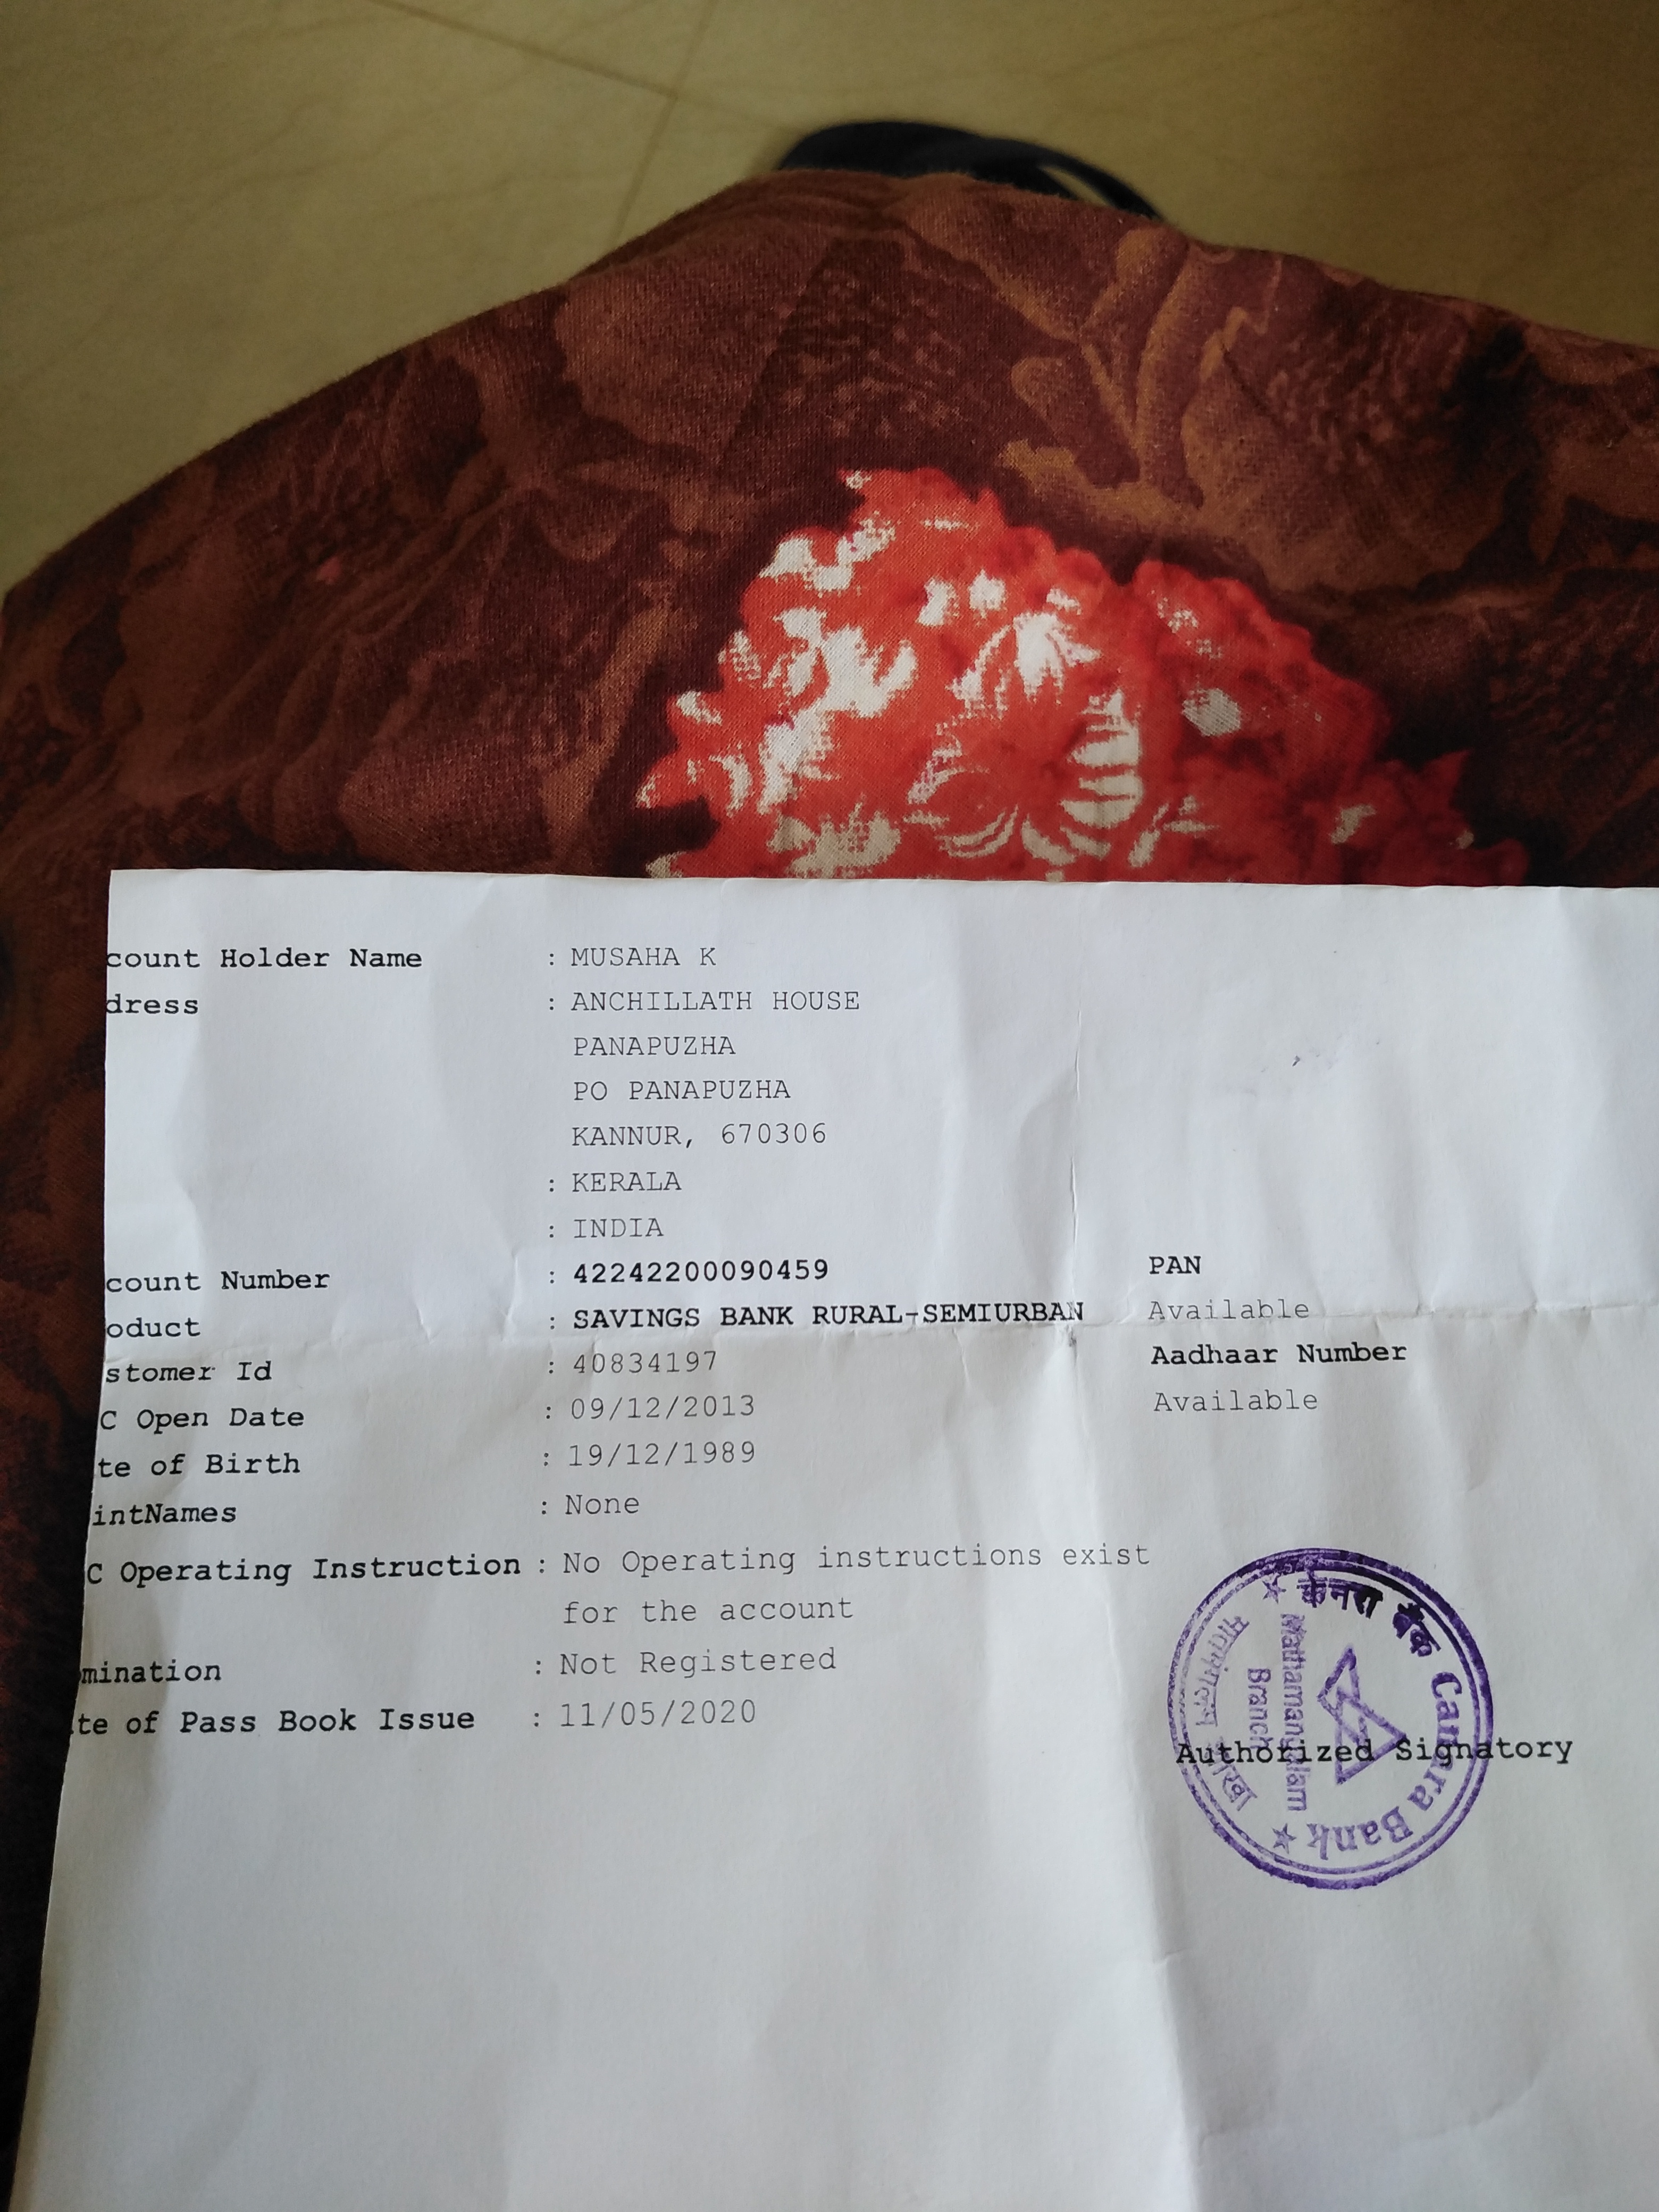 count Holder Name : MUSAHA K
dress : ANCHILLATH HOUSE
PANAPUZHA
PO PANAPUZHA
KANNUR, 670306
: KERALA
: INDIA
count Number : 42242200090459 PAN
oduct : SAVINGS BANK RURAL-SEMIURBAN Available
stomer Id : 40834197 Aadhaar Number
C Open Date : 09/12/2013 Available
te of Birth : 19/12/1989
intNames : None
C Operating Instruction : No Operating instructions exist
for the account
mination : Not Registered
te of Pass Book Issue : 11/05/2020
Authorized Signatory
केनरा बैंक Canara Bank
Mathamangalam
Branch